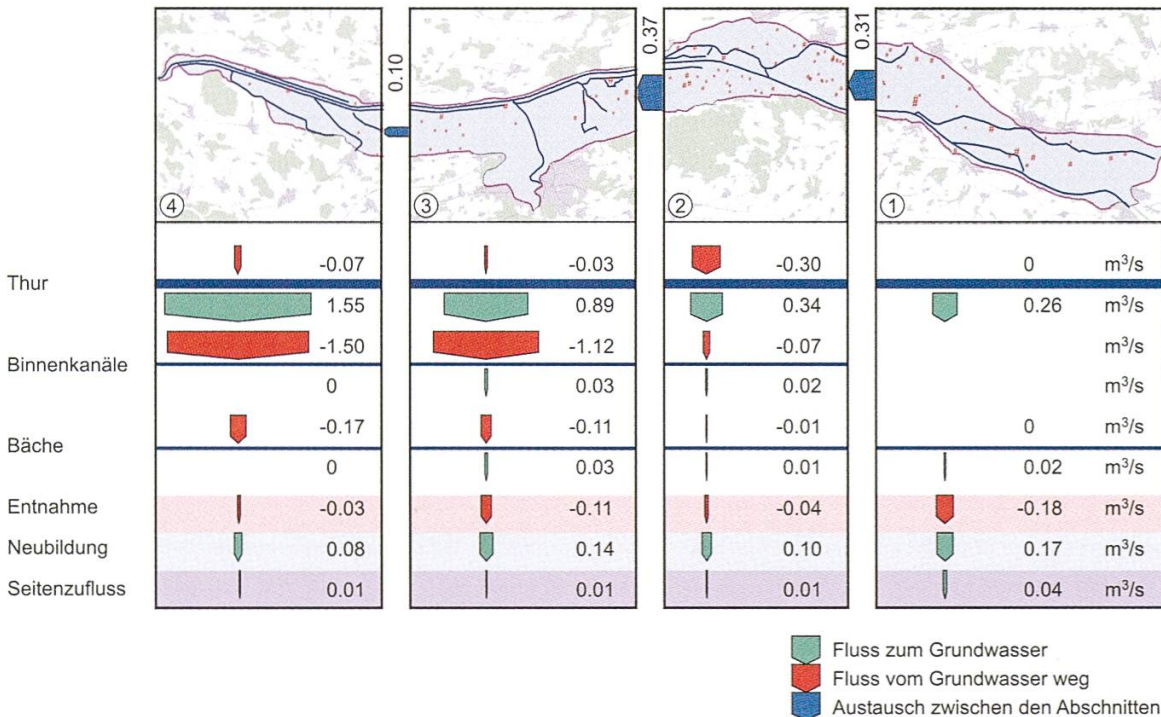 0.10
0.37
0.31
4
3
2
1
Thur
-0.07
-0.03
-0.30
0 m³/s
1.55
0.89
0.34
0.26 m³/s
Binnenkanäle
-1.50
-1.12
-0.07
m³/s
0
0.03
0.02
m³/s
Bäche
-0.17
-0.11
-0.01
0 m³/s
0
0.03
0.01
0.02 m³/s
Entnahme
-0.03
-0.11
-0.04
-0.18 m³/s
Neubildung
0.08
0.14
0.10
0.17 m³/s
Seitenzufluss
0.01
0.01
0.01
0.04 m³/s
Fluss zum Grundwasser
Fluss vom Grundwasser weg
Austausch zwischen den Abschnitten